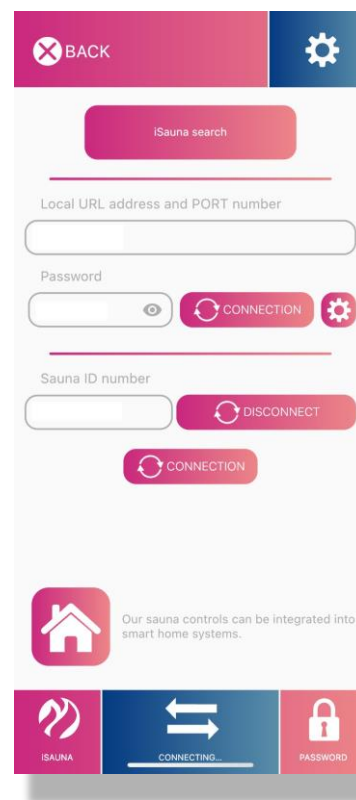 BACK
iSauna search
Local URL address and PORT number
Password
CONNECTION
Sauna ID number
DISCONNECT
CONNECTION
Our sauna controls can be integrated into
smart home systems.
ISAUNA
CONNECTING...
PASSWORD